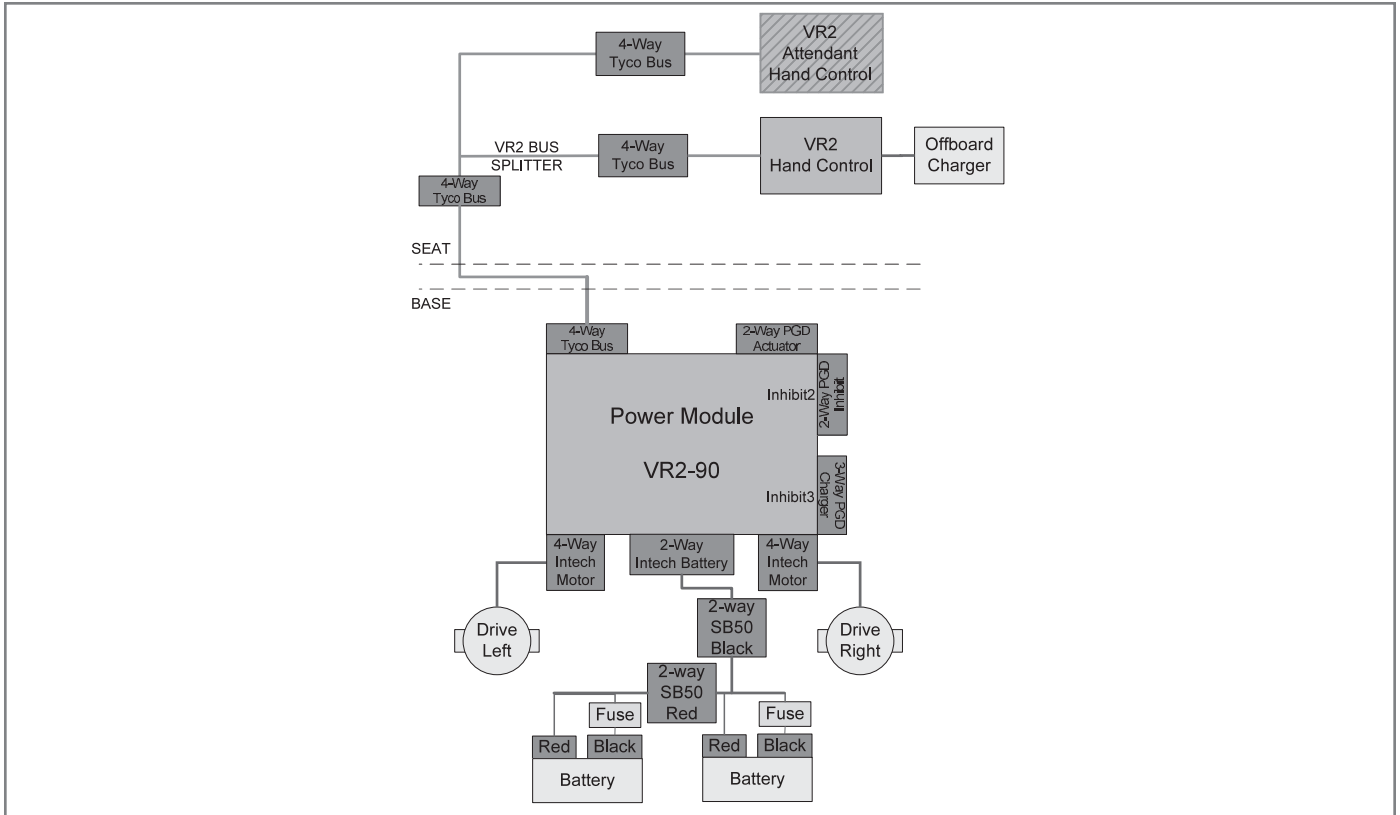 4-Way
Tyco Bus
VR2
Attendant
Hand Control
VR2 BUS
SPLITTER
4-Way
Tyco Bus
VR2
Hand Control
Offboard
Charger
4-Way
Tyco Bus
SEAT
BASE
4-Way
Tyco Bus
2-Way PGD
Actuator
Inhibit2
2-Way PGD
Inhibit
Power Module
VR2-90
Inhibit3
3-Way PGD
Charger
4-Way
Intech
Motor
2-Way
Intech Battery
4-Way
Intech
Motor
Drive
Left
2-way
SB50
Black
Drive
Right
2-way
SB50
Red
Fuse
Fuse
Red
Black
Red
Black
Battery
Battery